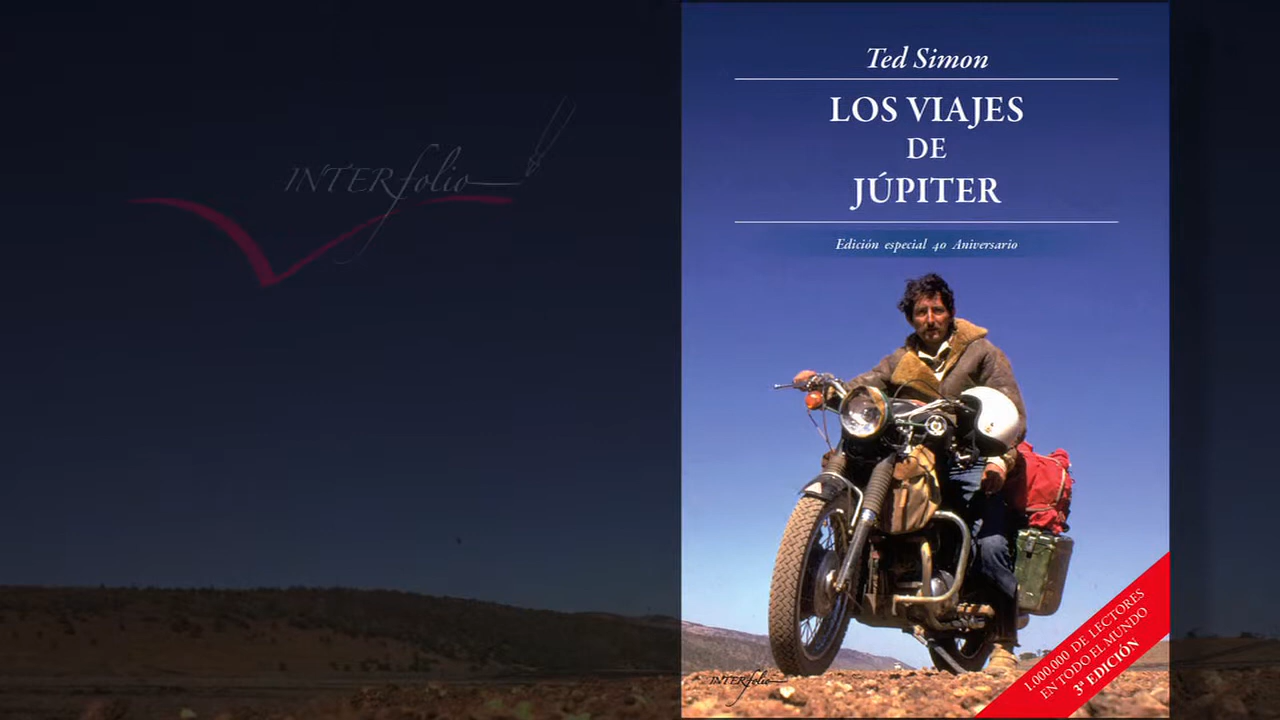 INTERfolio
Ted Simon
LOS VIAJES
DE
JÚPITER
Edición especial 40 Aniversario
1.000.000 DE LECTORES
EN TODO EL MUNDO
3ª EDICIÓN
INTERfolio